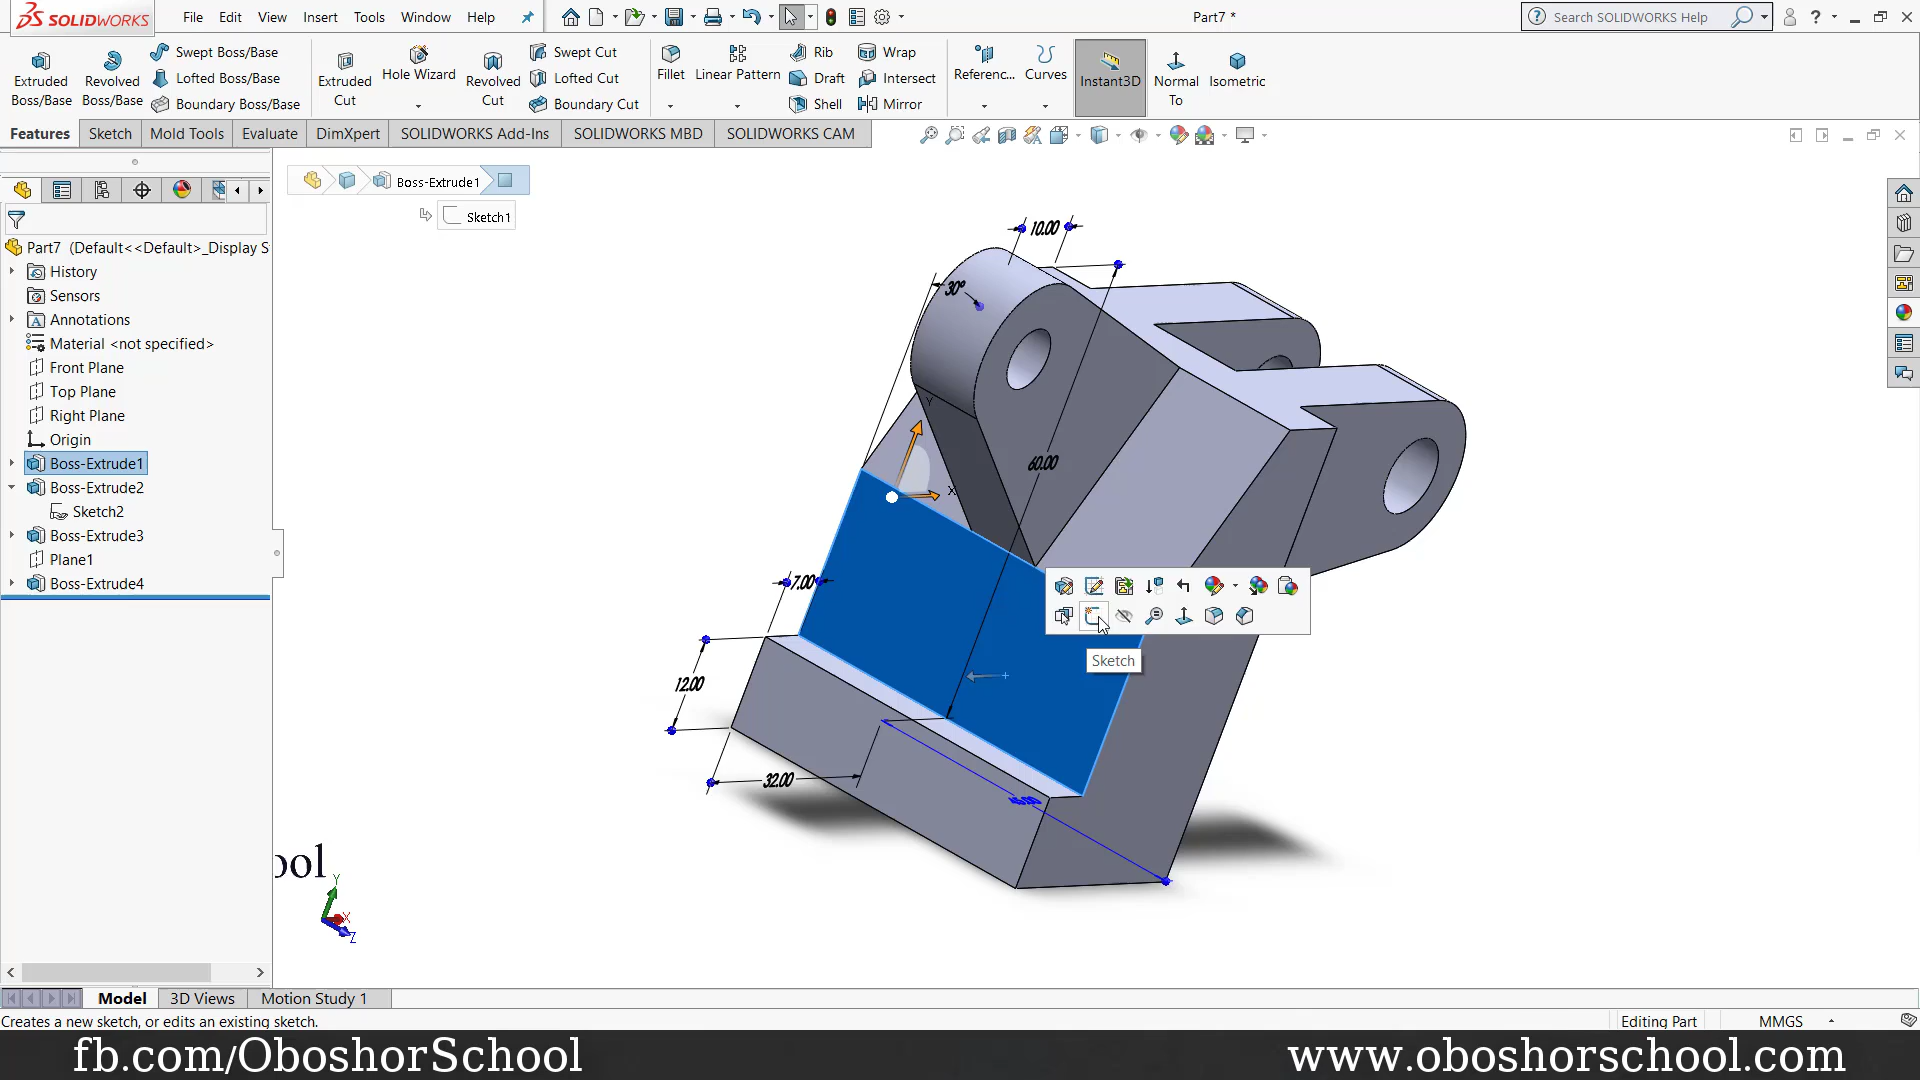 SOLIDWORKS
File Edit View Insert Tools Window Help
Part7 *
Search SOLIDWORKS Help
Extruded Boss/Base
Revolved Boss/Base
Swept Boss/Base
Lofted Boss/Base
Boundary Boss/Base
Extruded Cut
Hole Wizard
Revolved Cut
Swept Cut
Lofted Cut
Boundary Cut
Fillet
Linear Pattern
Rib
Draft
Shell
Wrap
Intersect
Mirror
Referenc...
Curves
Instant3D
Normal To
Isometric
Features Sketch Mold Tools Evaluate DimXpert SOLIDWORKS Add-Ins SOLIDWORKS MBD SOLIDWORKS CAM
Boss-Extrude1
Sketch1
Part7 (Default<<Default>_Display S
History
Sensors
Annotations
Material <not specified>
Front Plane
Top Plane
Right Plane
Origin
Boss-Extrude1
Boss-Extrude2
Sketch2
Boss-Extrude3
Plane1
Boss-Extrude4
10.00
30°
Y
X
60.00
7.00
12.00
32.00
Sketch
ool
Y
X
Z
Model 3D Views Motion Study 1
Creates a new sketch, or edits an existing sketch.
Editing Part
MMGS
fb.com/OboshorSchool
www.oboshorschool.com